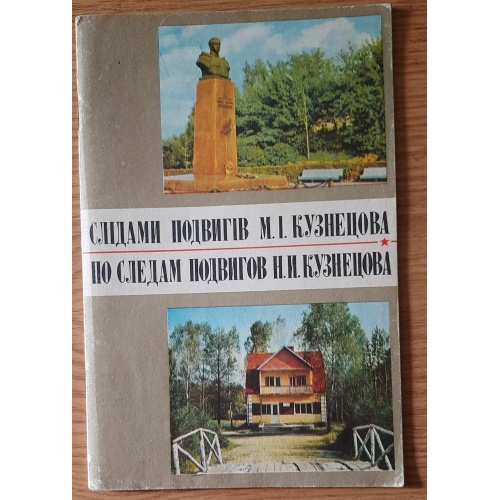 СЛІДАМИ ПОДВИГІВ М.І. КУЗНЕЦОВА
ПО СЛЕДАМ ПОДВИГОВ Н.И. КУЗНЕЦОВА